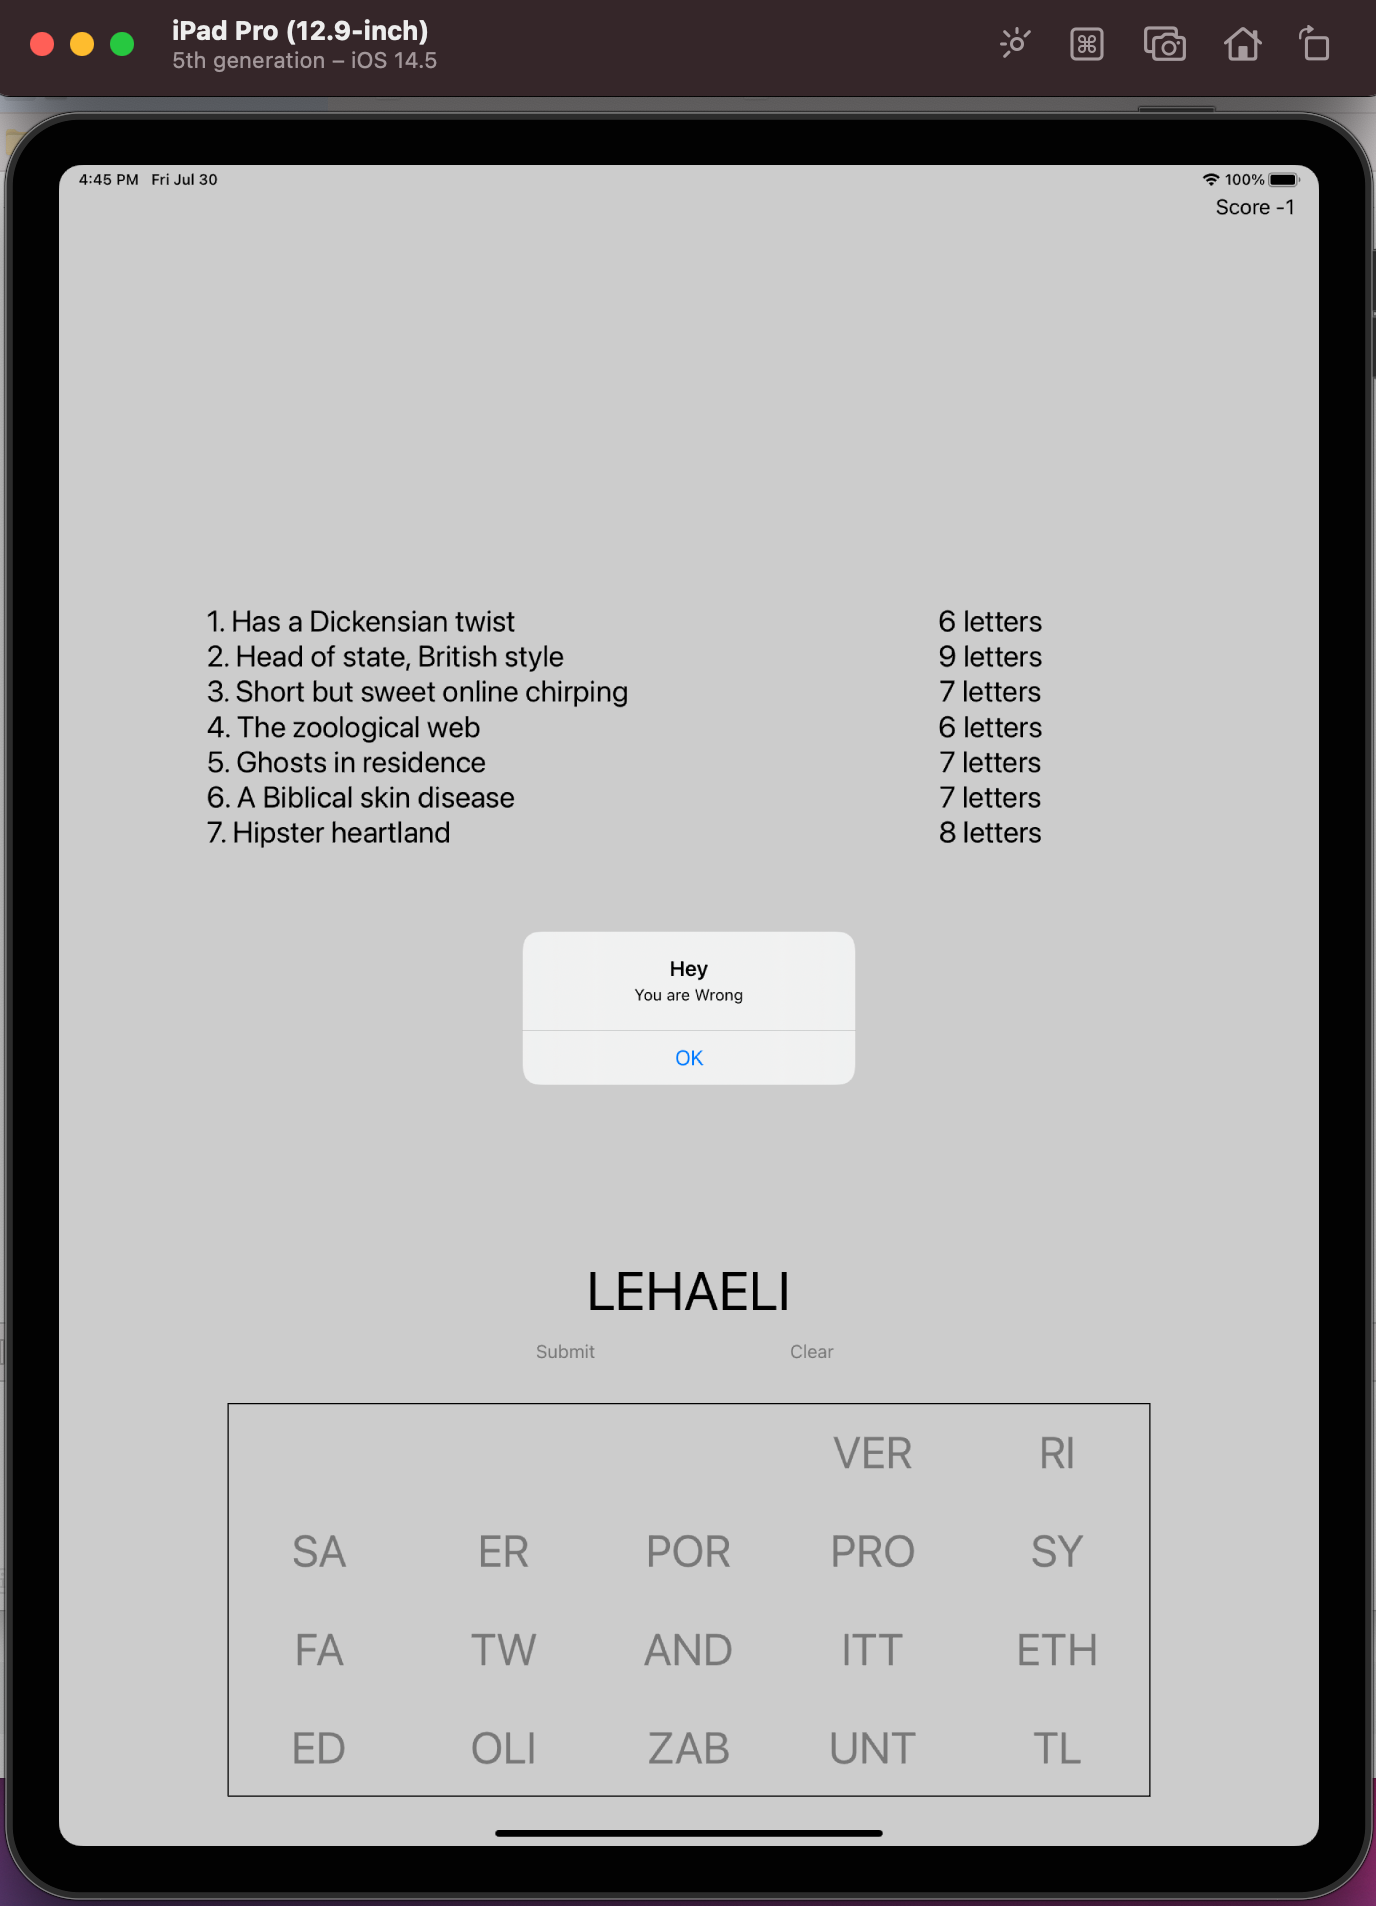 iPad Pro (12.9-inch)
5th generation – iOS 14.5
4:45 PM Fri Jul 30
100%
Score -1
1. Has a Dickensian twist 6 letters
2. Head of state, British style 9 letters
3. Short but sweet online chirping 7 letters
4. The zoological web 6 letters
5. Ghosts in residence 7 letters
6. A Biblical skin disease 7 letters
7. Hipster heartland 8 letters
Hey
You are Wrong
OK
LEHAELI
Submit Clear
VER RI
SA ER POR PRO SY
FA TW AND ITT ETH
ED OLI ZAB UNT TL